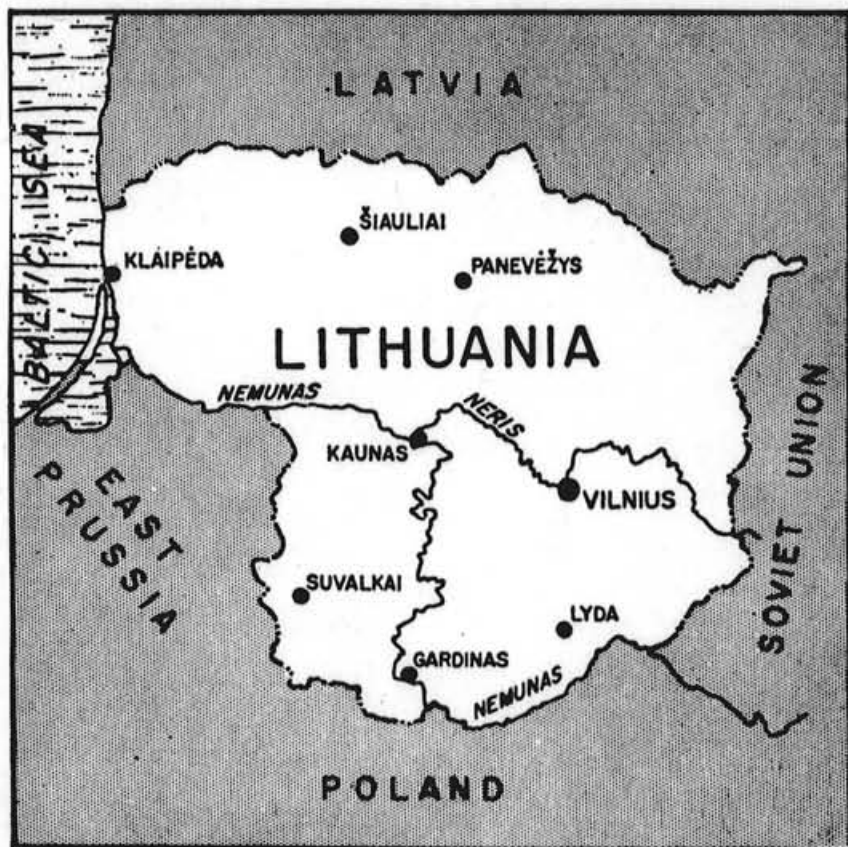 LATVIA
BALTIC SEA
ŠIAULIAI
KLAIPĖDA
PANEVĖŽYS
LITHUANIA
NEMUNAS
NERIS
KAUNAS
VILNIUS
EAST
PRUSSIA
SOVIET UNION
SUVALKAI
LYDA
GARDINAS
NEMUNAS
POLAND